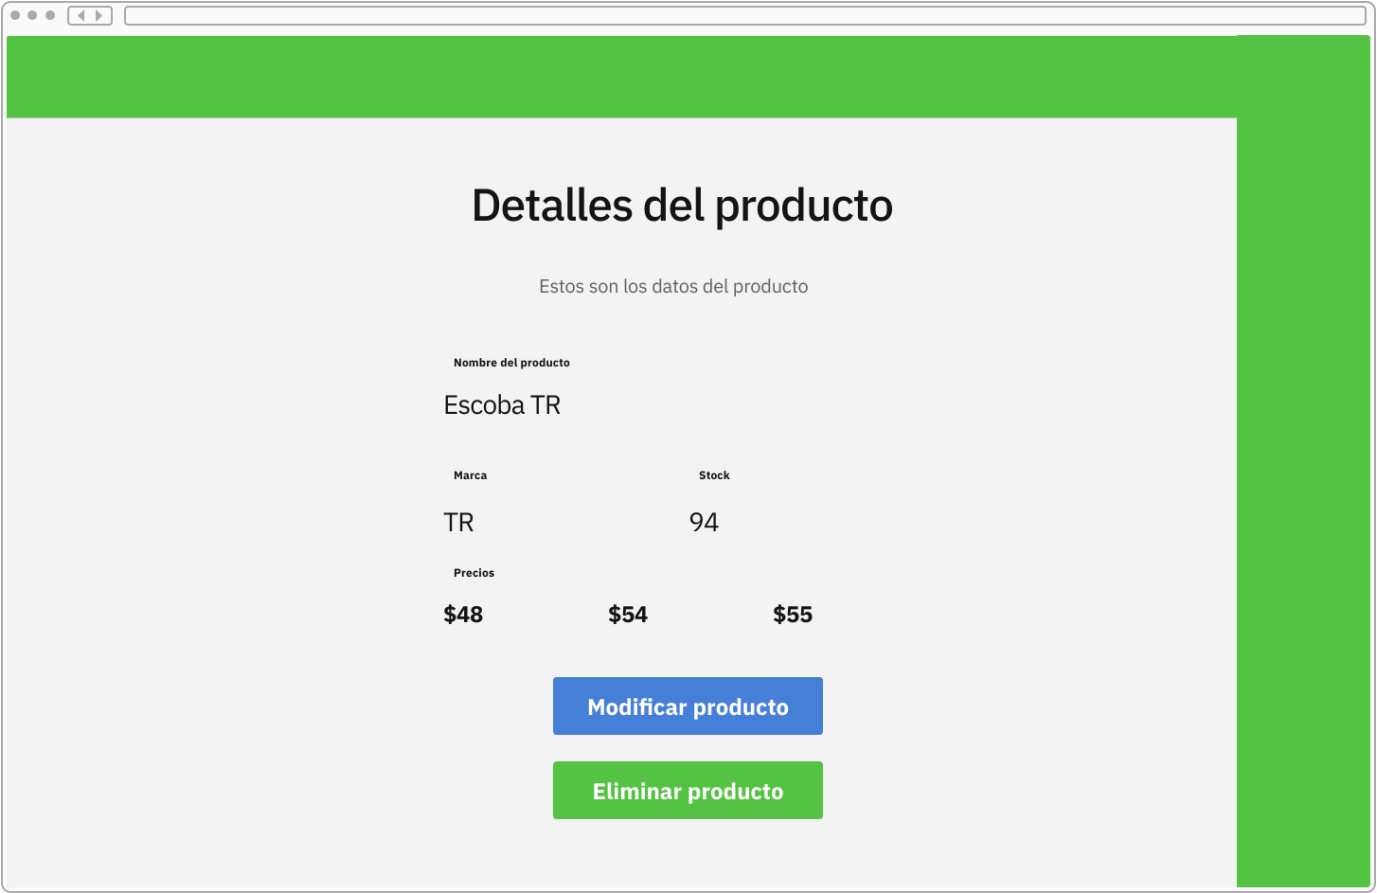 Detalles del producto
Estos son los datos del producto
Nombre del producto
Escoba TR
Marca Stock
TR 94
Precios
$48 $54 $55
Modificar producto
Eliminar producto